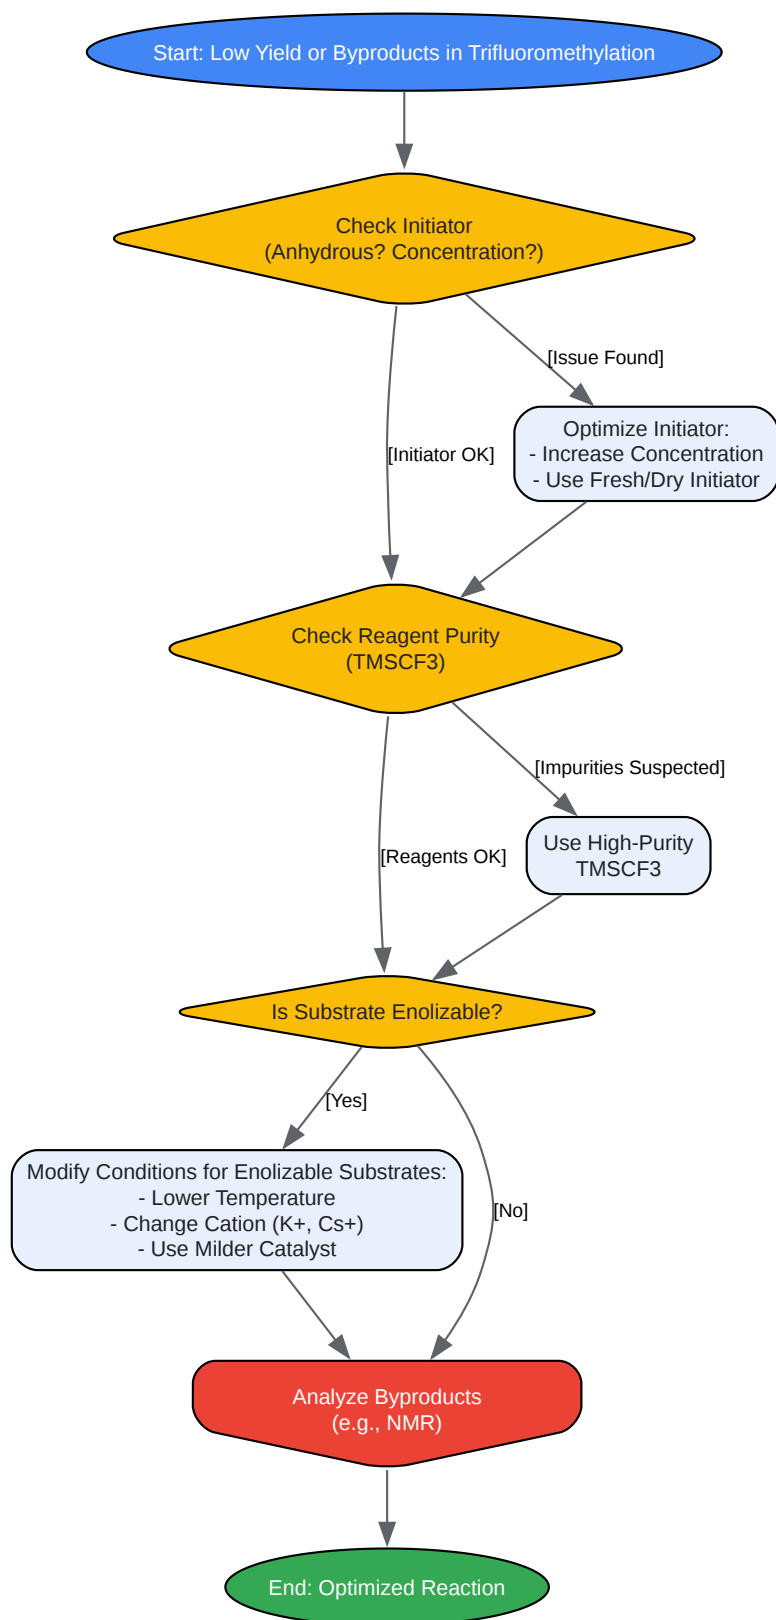 Start: Low Yield or Byproducts in Trifluoromethylation
Check Initiator
(Anhydrous? Concentration?)
[Issue Found]
Optimize Initiator:
- Increase Concentration
- Use Fresh/Dry Initiator
[Initiator OK]
Check Reagent Purity
(TMSCF3)
[Impurities Suspected]
Use High-Purity
TMSCF3
[Reagents OK]
Is Substrate Enolizable?
[Yes]
Modify Conditions for Enolizable Substrates:
- Lower Temperature
- Change Cation (K+, Cs+)
- Use Milder Catalyst
[No]
Analyze Byproducts
(e.g., NMR)
End: Optimized Reaction